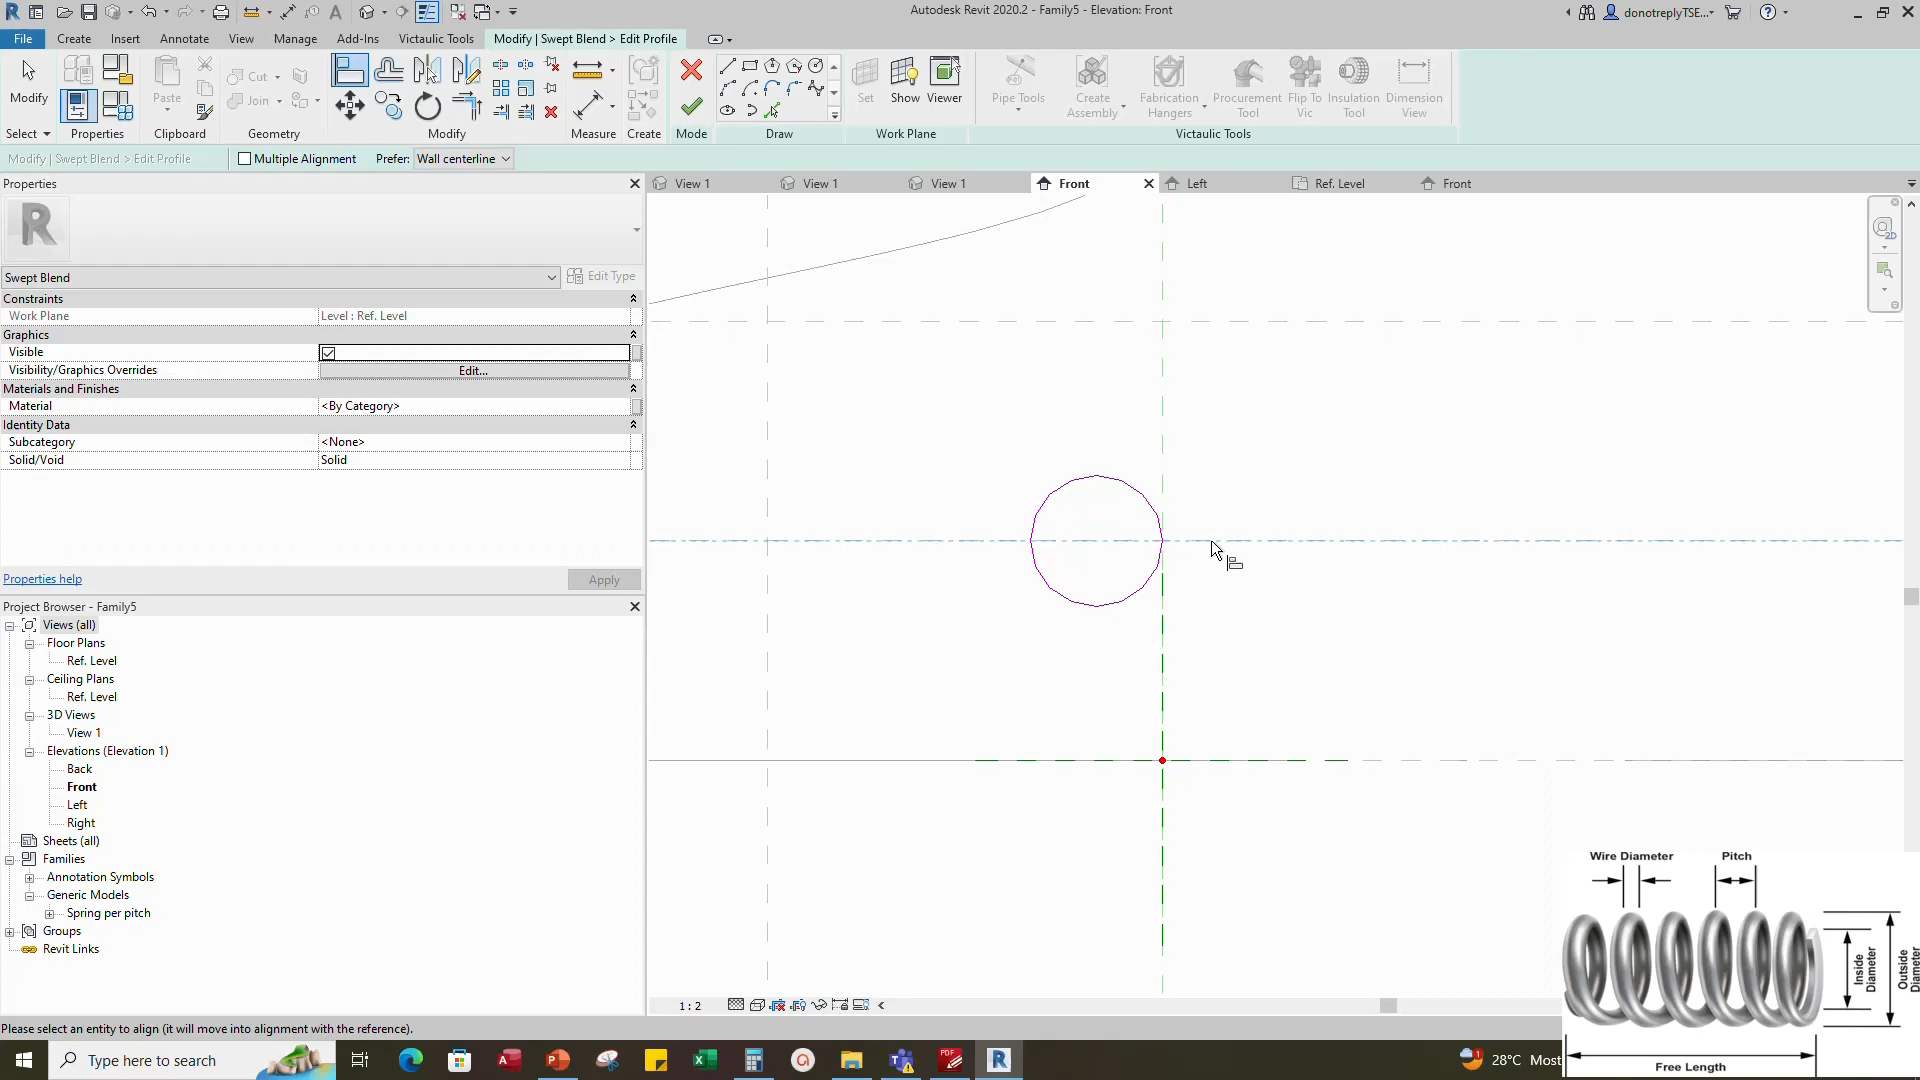 Autodesk Revit 2020.2 - Family5 - Elevation: Front
donotreplyTSE...
File
Create
Insert
Annotate
View
Manage
Add-Ins
Victaulic Tools
Modify | Swept Blend > Edit Profile
Modify
Paste
Cut
Join
Set
Show
Viewer
Pipe Tools
Create Assembly
Fabrication Hangers
Procurement Tool
Flip To Vic
Insulation Tool
Dimension View
Select
Properties
Clipboard
Geometry
Modify
Measure
Create
Mode
Draw
Work Plane
Victaulic Tools
Modify | Swept Blend > Edit Profile
Multiple Alignment
Prefer:
Wall centerline
Properties
View 1
View 1
View 1
Front
Left
Ref. Level
Front
R
2D
Swept Blend
Edit Type
Constraints
Work Plane
Level : Ref. Level
Graphics
Visible
Visibility/Graphics Overrides
Edit...
Materials and Finishes
Material
<By Category>
Identity Data
Subcategory
<None>
Solid/Void
Solid
Properties help
Apply
Project Browser - Family5
Views (all)
Floor Plans
Ref. Level
Ceiling Plans
Ref. Level
3D Views
View 1
Elevations (Elevation 1)
Back
Front
Left
Right
Sheets (all)
Families
Annotation Symbols
Generic Models
Spring per pitch
Groups
Revit Links
1 : 2
Wire Diameter
Pitch
Inside Diameter
Outside Diameter
Free Length
Please select an entity to align (it will move into alignment with the reference).
Type here to search
28°C Most